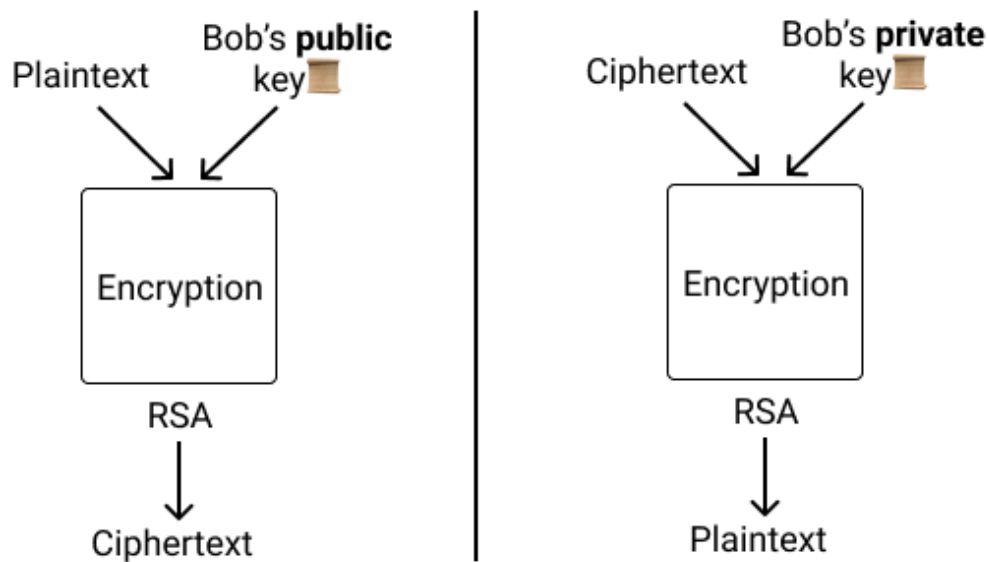 Plaintext
Bob’s public
key
Encryption
RSA
Ciphertext
Ciphertext
Bob’s private
key
Encryption
RSA
Plaintext